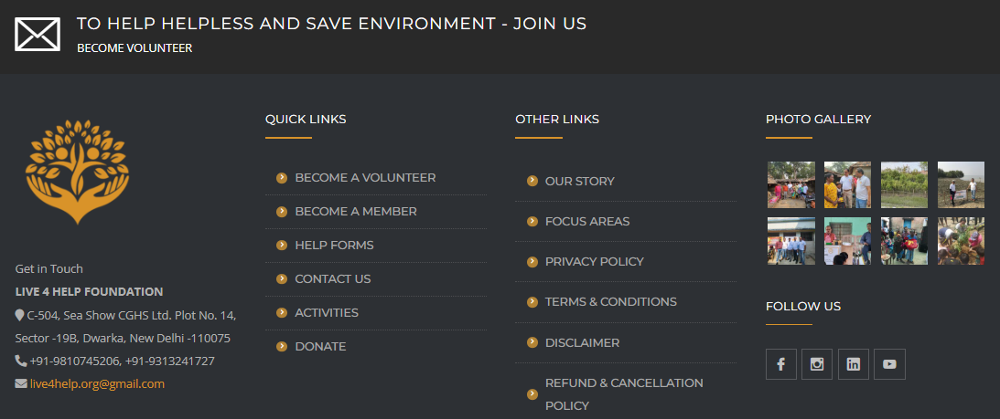 TO HELP HELPLESS AND SAVE ENVIRONMENT - JOIN US
BECOME VOLUNTEER
Get in Touch
LIVE 4 HELP FOUNDATION
C-504, Sea Show CGHS Ltd. Plot No. 14,
Sector -19B, Dwarka, New Delhi -110075
+91-9810745206, +91-9313241727
live4help.org@gmail.com
QUICK LINKS
BECOME A VOLUNTEER
BECOME A MEMBER
HELP FORMS
CONTACT US
ACTIVITIES
DONATE
OTHER LINKS
OUR STORY
FOCUS AREAS
PRIVACY POLICY
TERMS & CONDITIONS
DISCLAIMER
REFUND & CANCELLATION
POLICY
PHOTO GALLERY
FOLLOW US